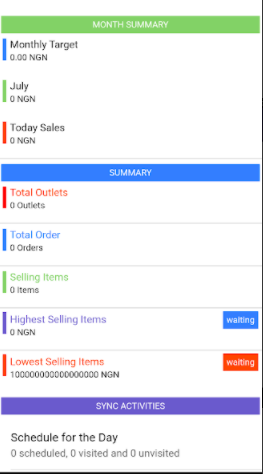 MONTH SUMMARY
Monthly Target
0.00 NGN
July
0 NGN
Today Sales
0 NGN
SUMMARY
Total Outlets
0 Outlets
Total Order
0 Orders
Selling Items
0 Items
Highest Selling Items
waiting
0 NGN
Lowest Selling Items
waiting
100000000000000000 NGN
SYNC ACTIVITIES
Schedule for the Day
0 scheduled, 0 visited and 0 unvisited